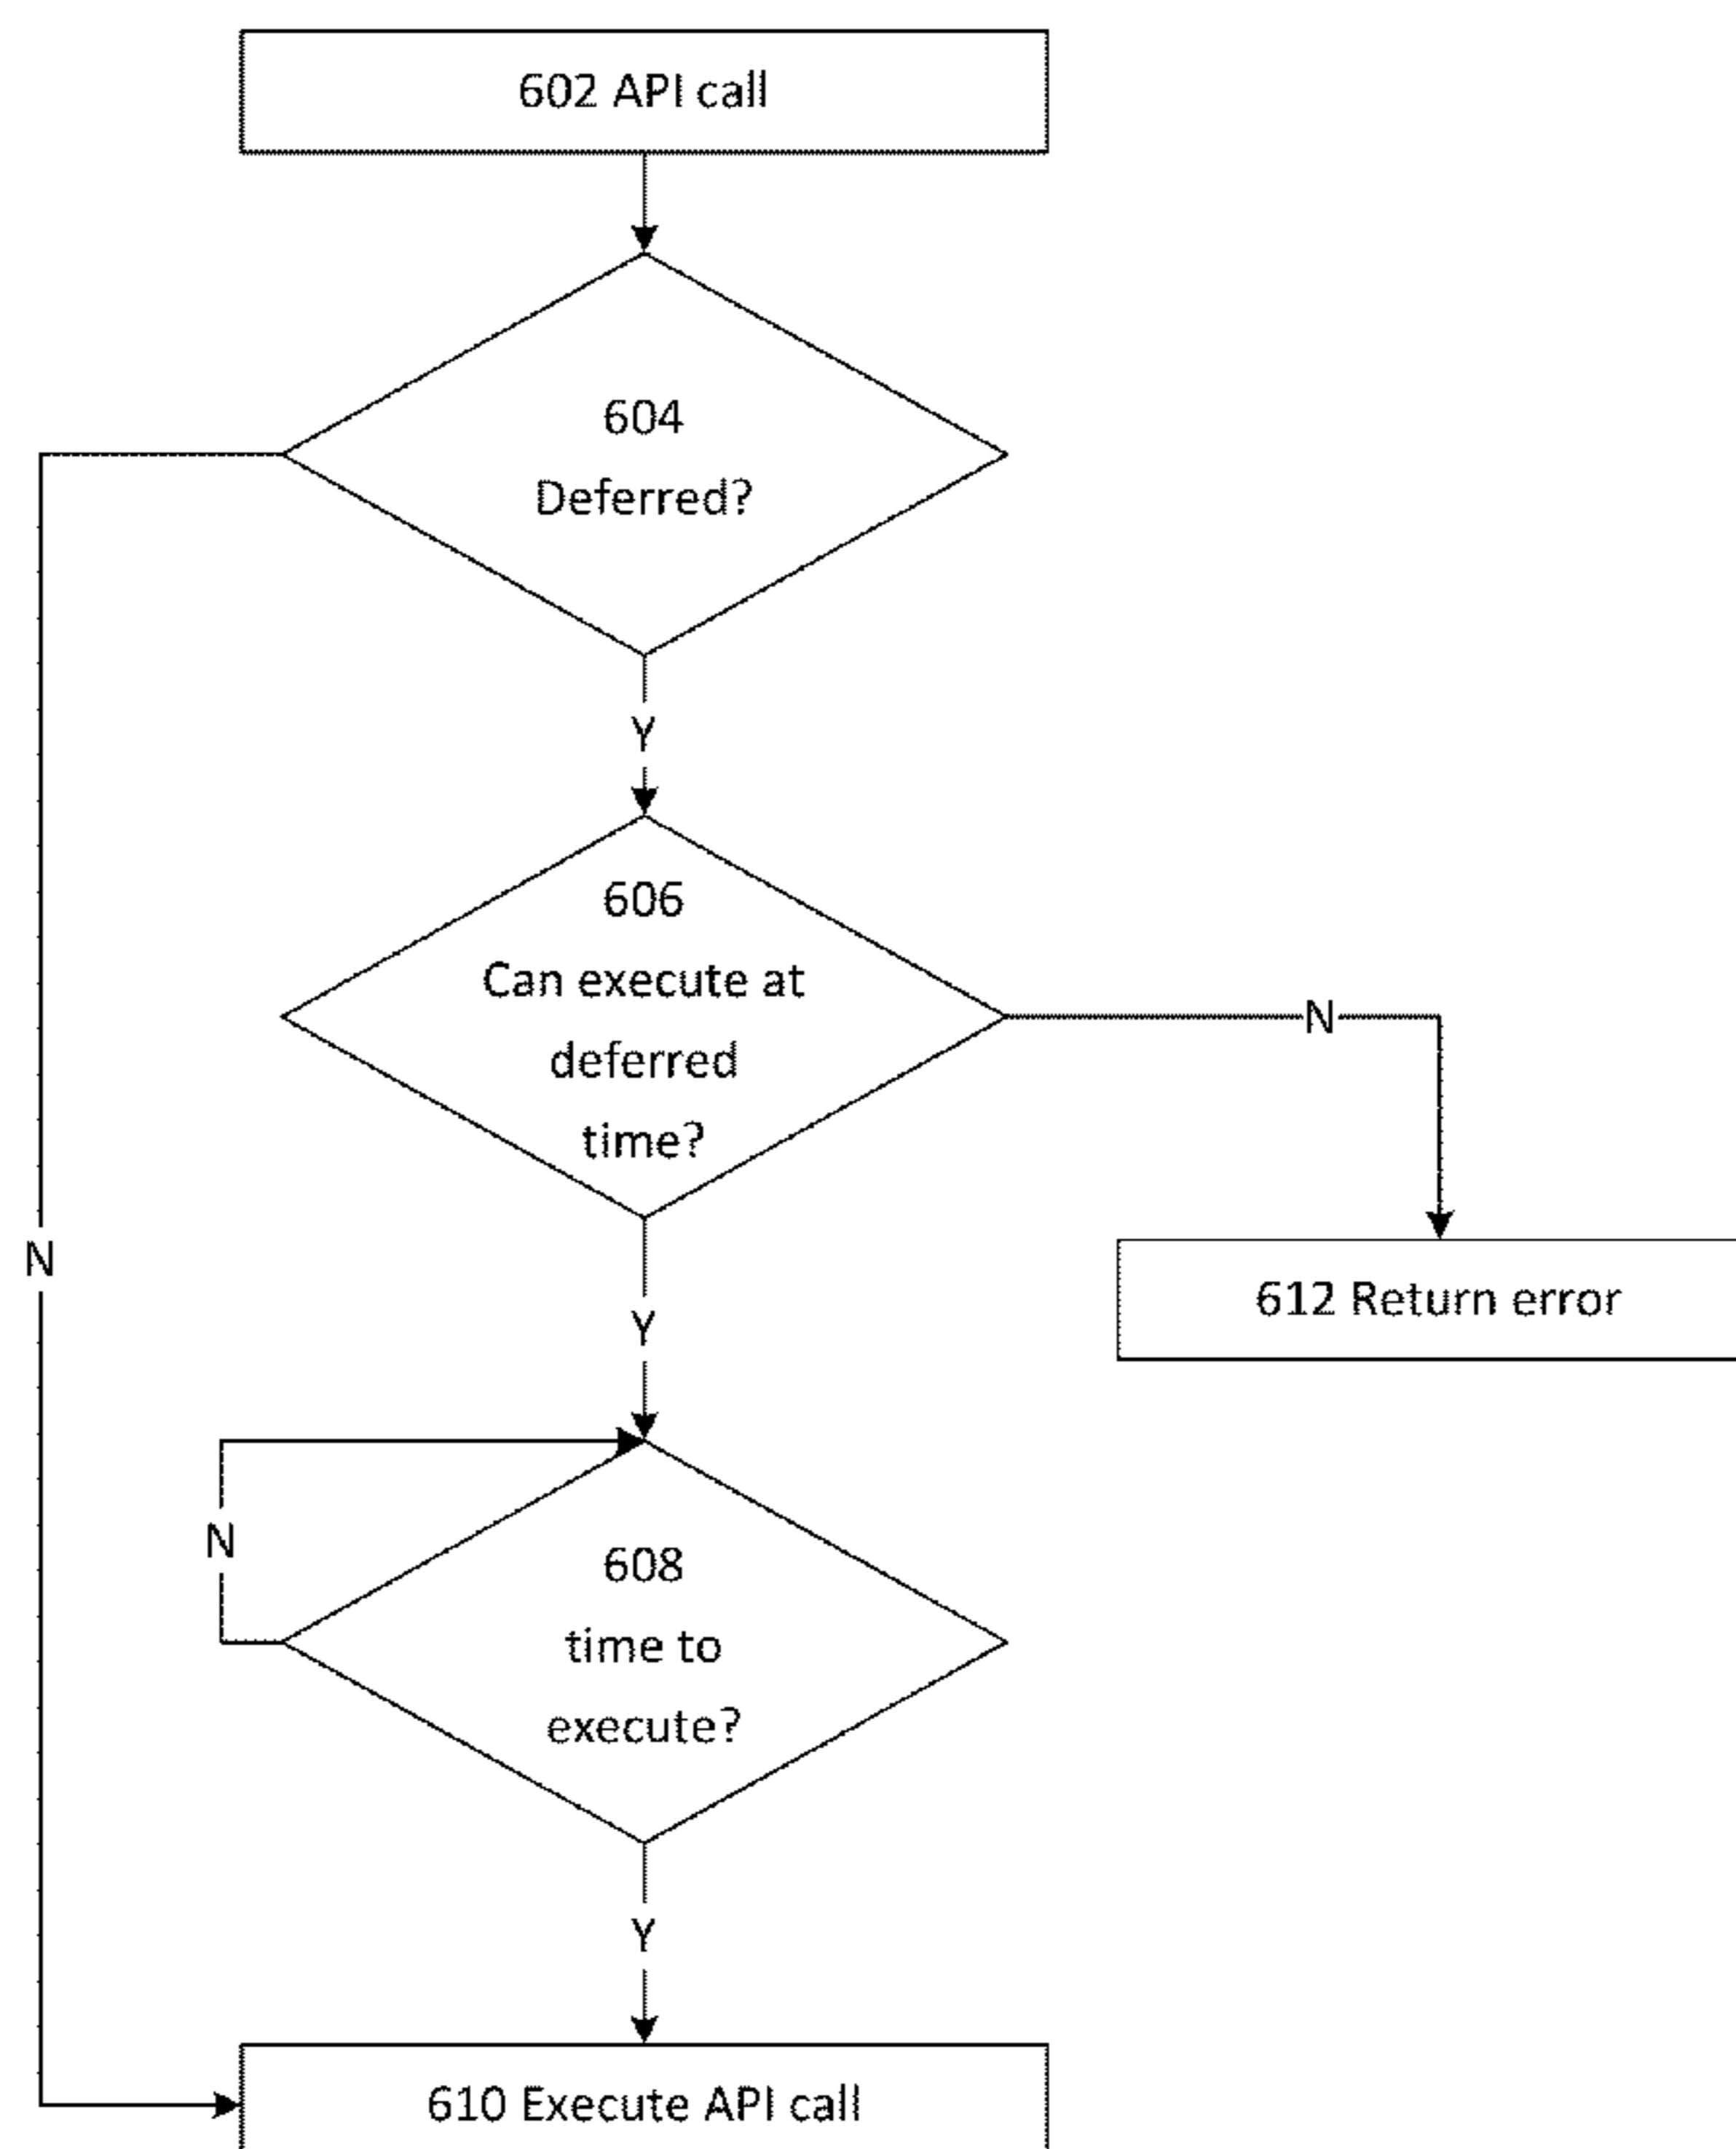 602 API call
604
Deferred?
Y
606
Can execute at
deferred
time?
N
N
Y
612 Return error
N
608
time to
execute?
Y
610 Execute API call